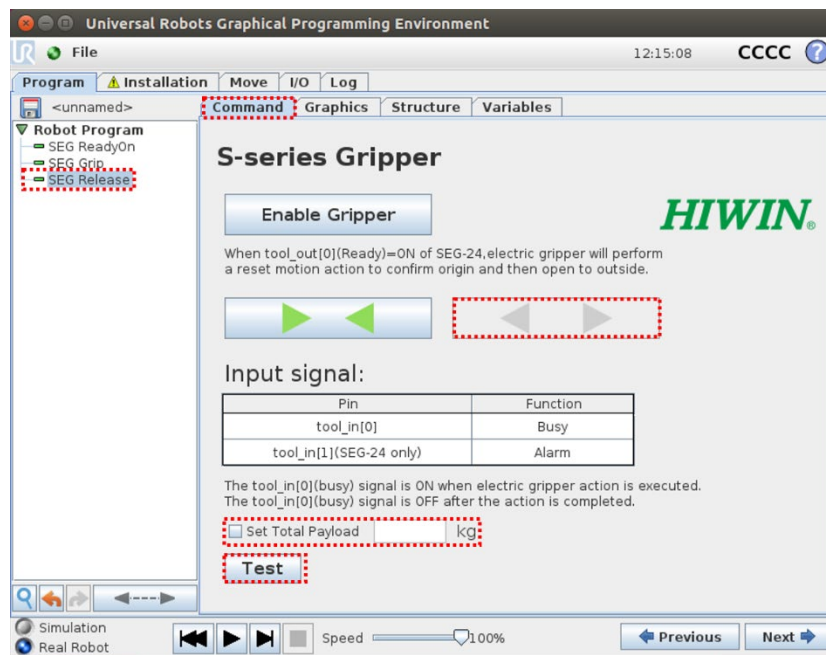 Universal Robots Graphical Programming Environment
File 12:15:08 CCCC ?
Program Installation Move I/O Log
<unnamed> Command Graphics Structure Variables
Robot Program
SEG ReadyOn
SEG Grip
SEG Release
S-series Gripper
Enable Gripper
HIWIN®
When tool_out[0](Ready)=ON of SEG-24,electric gripper will perform
a reset motion action to confirm origin and then open to outside.
Input signal:
Pin Function
tool_in[0] Busy
tool_in[1](SEG-24 only) Alarm
The tool_in[0](busy) signal is ON when electric gripper action is executed.
The tool_in[0](busy) signal is OFF after the action is completed.
Set Total Payload kg
Test
Simulation
Real Robot
Speed 100%
Previous Next